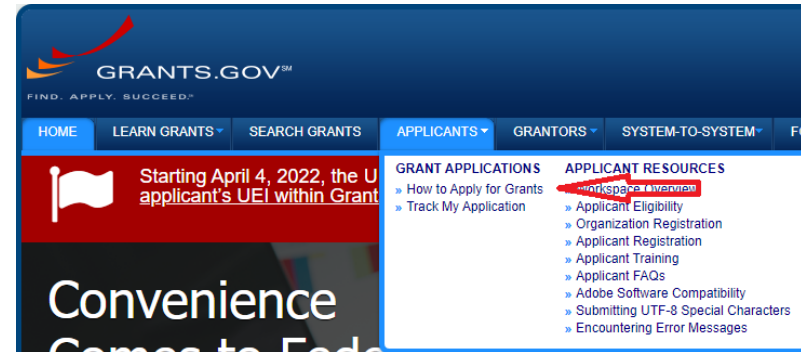 GRANTS.GOV℠
FIND. APPLY. SUCCEED.℠
HOME LEARN GRANTS SEARCH GRANTS APPLICANTS GRANTORS SYSTEM-TO-SYSTEM
Starting April 4, 2022, the U
applicant's UEI within Grant
GRANT APPLICATIONS
» How to Apply for Grants
» Track My Application
APPLICANT RESOURCES
» Workspace Overview
» Applicant Eligibility
» Organization Registration
» Applicant Registration
» Applicant Training
» Applicant FAQs
» Adobe Software Compatibility
» Submitting UTF-8 Special Characters
» Encountering Error Messages
Convenience